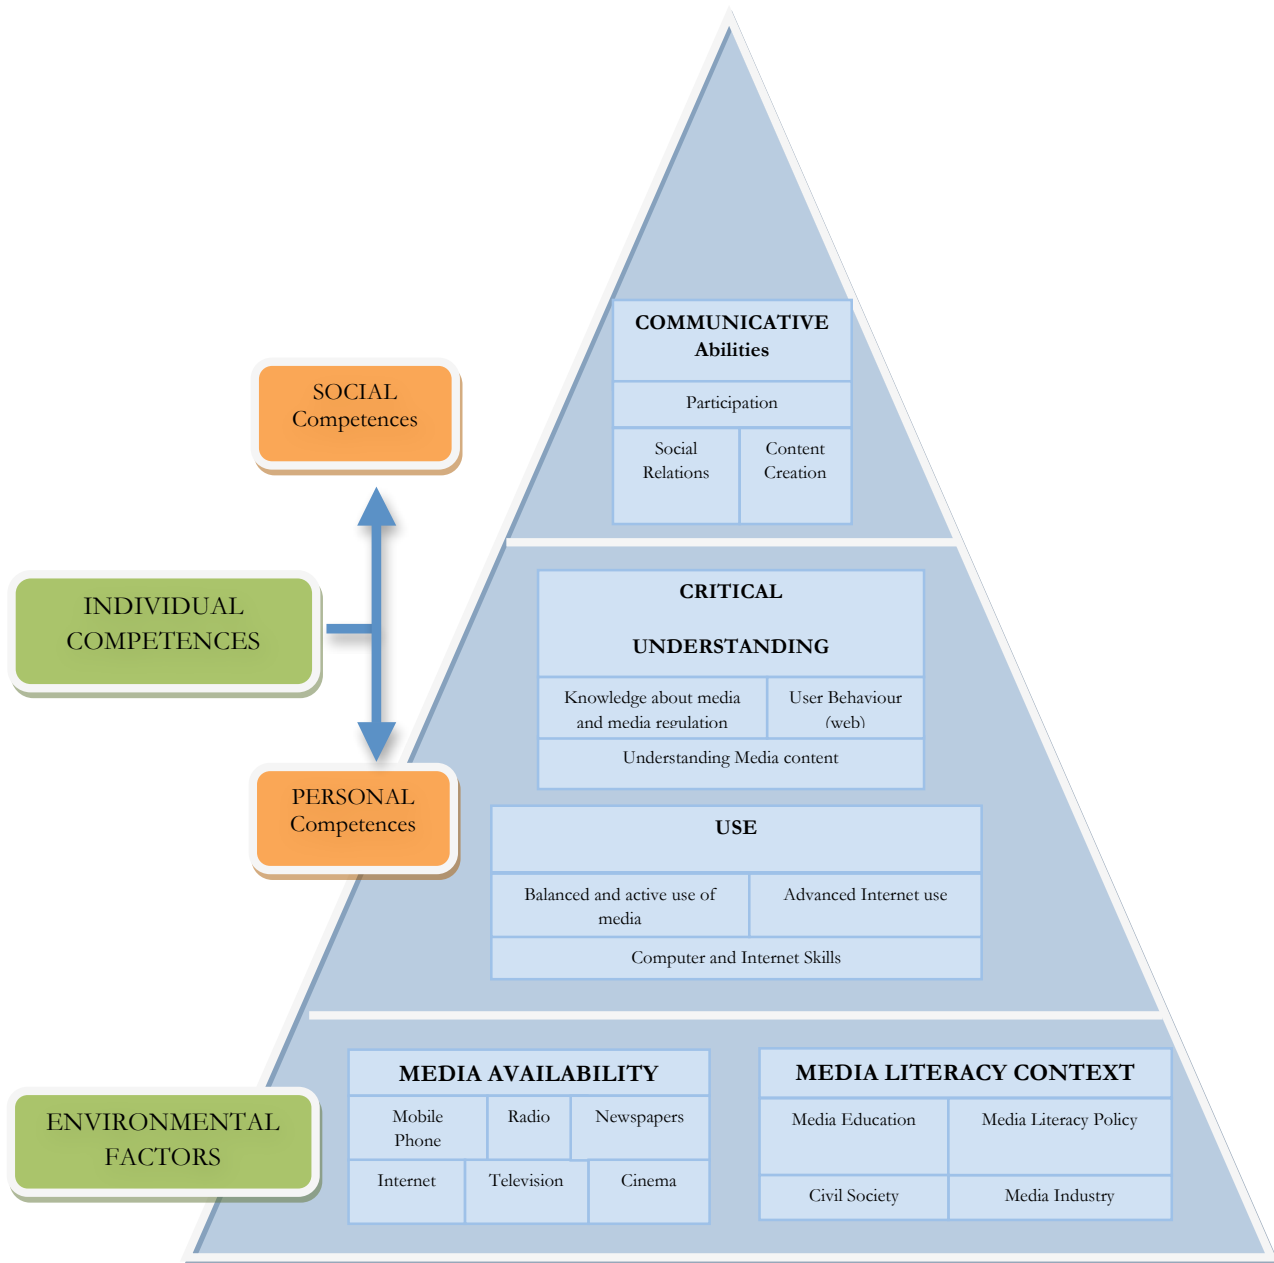 COMMUNICATIVE
Abilities
Participation
Social
Relations
Content
Creation
SOCIAL
Competences
INDIVIDUAL
COMPETENCES
PERSONAL
Competences
CRITICAL
UNDERSTANDING
Knowledge about media
and media regulation
User Behaviour
(web)
Understanding Media content
USE
Balanced and active use of
media
Advanced Internet use
Computer and Internet Skills
ENVIRONMENTAL
FACTORS
MEDIA AVAILABILITY
Mobile
Phone
Radio
Newspapers
Internet
Television
Cinema
MEDIA LITERACY CONTEXT
Media Education
Media Literacy Policy
Civil Society
Media Industry